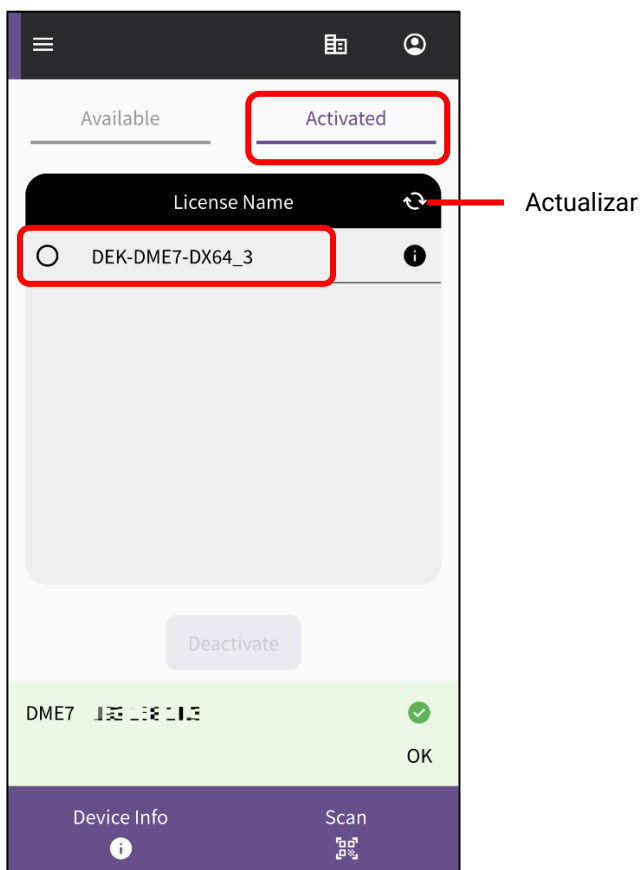 Available
Activated
License Name
Actualizar
DEK-DME7-DX64_3
Deactivate
DME7
OK
Device Info
Scan